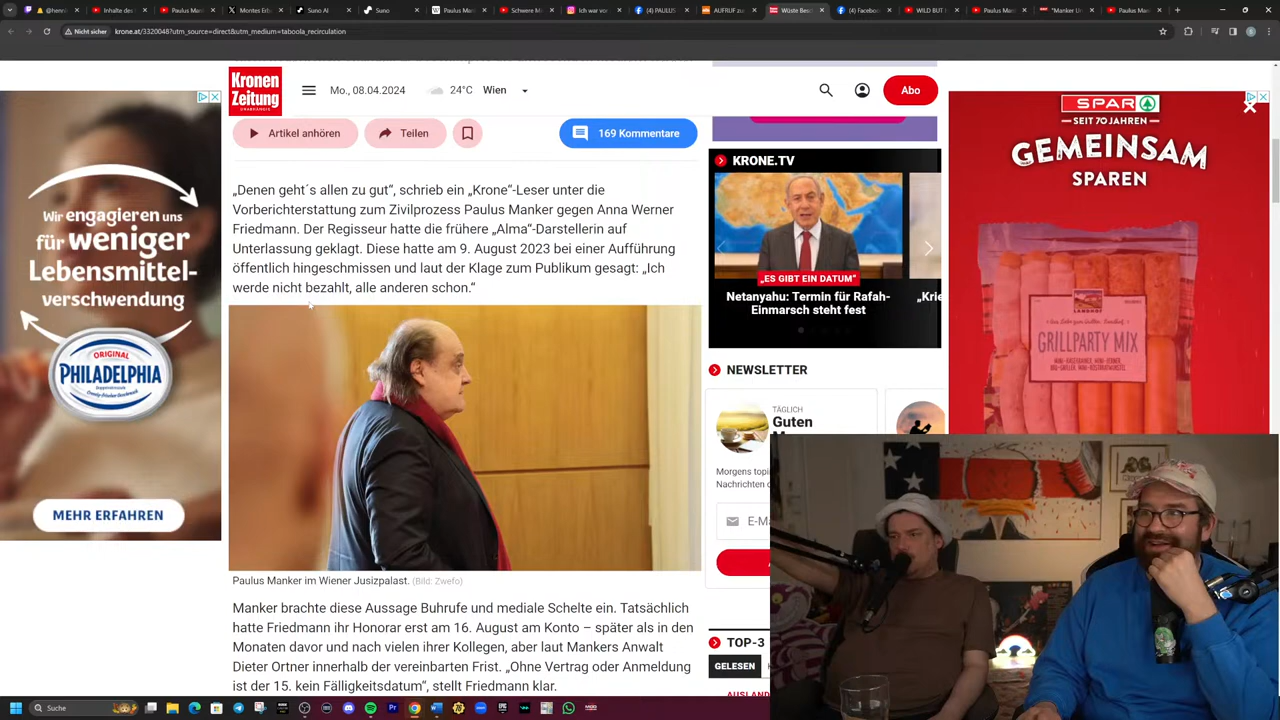 Nicht sicher krone.at/3320048?utm_source=direct&utm_medium=taboola_recirculation
Kronen
Zeitung
UNABHÄNGIG
Mo., 08.04.2024
24°C
Wien
Abo
Artikel anhören
Teilen
169 Kommentare
„Denen geht´s allen zu gut“, schrieb ein „Krone“-Leser unter die
Vorberichterstattung zum Zivilprozess Paulus Manker gegen Anna Werner
Friedmann. Der Regisseur hatte die frühere „Alma“-Darstellerin auf
Unterlassung geklagt. Diese hatte am 9. August 2023 bei einer Aufführung
öffentlich hingeschmissen und laut der Klage zum Publikum gesagt: „Ich
werde nicht bezahlt, alle anderen schon.“
Paulus Manker im Wiener Jusizpalast. (Bild: Zwefo)
Manker brachte diese Aussage Buhrufe und mediale Schelte ein. Tatsächlich
hatte Friedmann ihr Honorar erst am 16. August am Konto – später als in den
Monaten davor und nach vielen ihrer Kollegen, aber laut Mankers Anwalt
Dieter Ortner innerhalb der vereinbarten Frist. „Ohne Vertrag oder Anmeldung
ist der 15. kein Fälligkeitsdatum“, stellt Friedmann klar.
Wir engagieren uns
für weniger
Lebensmittel-
verschwendung
ORIGINAL
PHILADELPHIA
MEHR ERFAHREN
KRONE.TV
„ES GIBT EIN DATUM“
Netanyahu: Termin für Rafah-
Einmarsch steht fest
„Krie
NEWSLETTER
TÄGLICH
Guten
Morgens topi
Nachrichten
E-Ma
TOP-3
GELESEN
AUSLAND
SPAR
SEIT 70 JAHREN
GEMEINSAM
SPAREN
LANDHOF
GRILLPARTY MIX
Suche